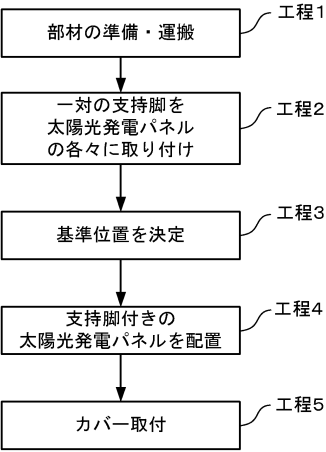 部材の準備・運搬
工程1
一対の支持脚を
太陽光発電パネル
の各々に取り付け
工程2
基準位置を決定
工程3
支持脚付きの
太陽光発電パネルを配置
工程4
カバー取付
工程5